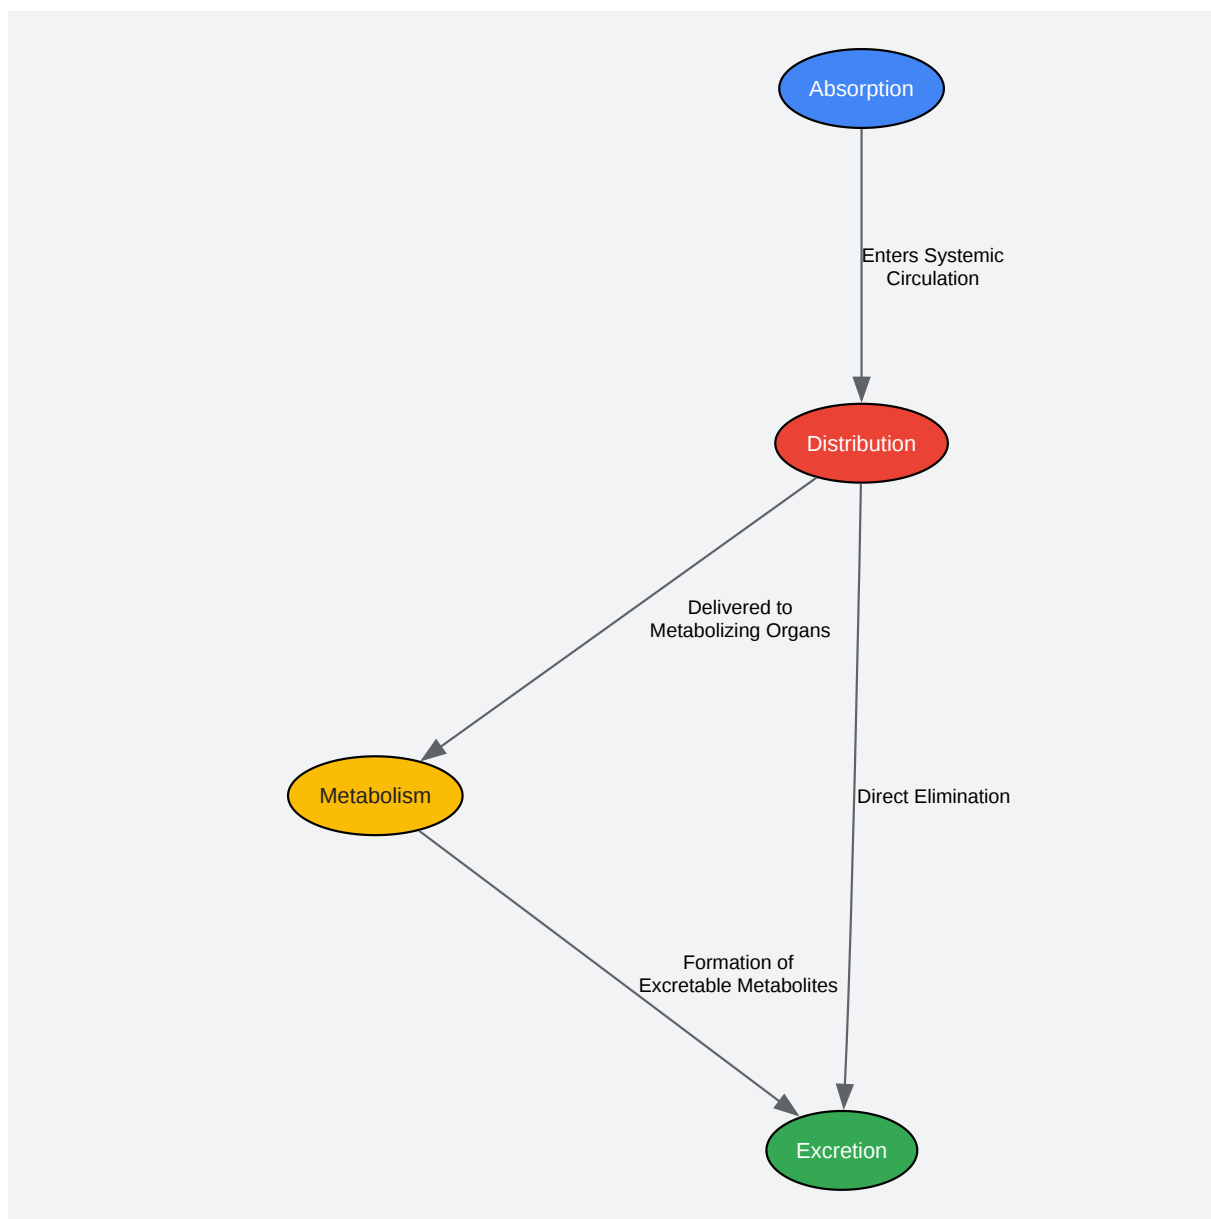 Absorption
Enters Systemic
Circulation
Distribution
Delivered to
Metabolizing Organs
Metabolism
Direct Elimination
Formation of
Excretable Metabolites
Excretion